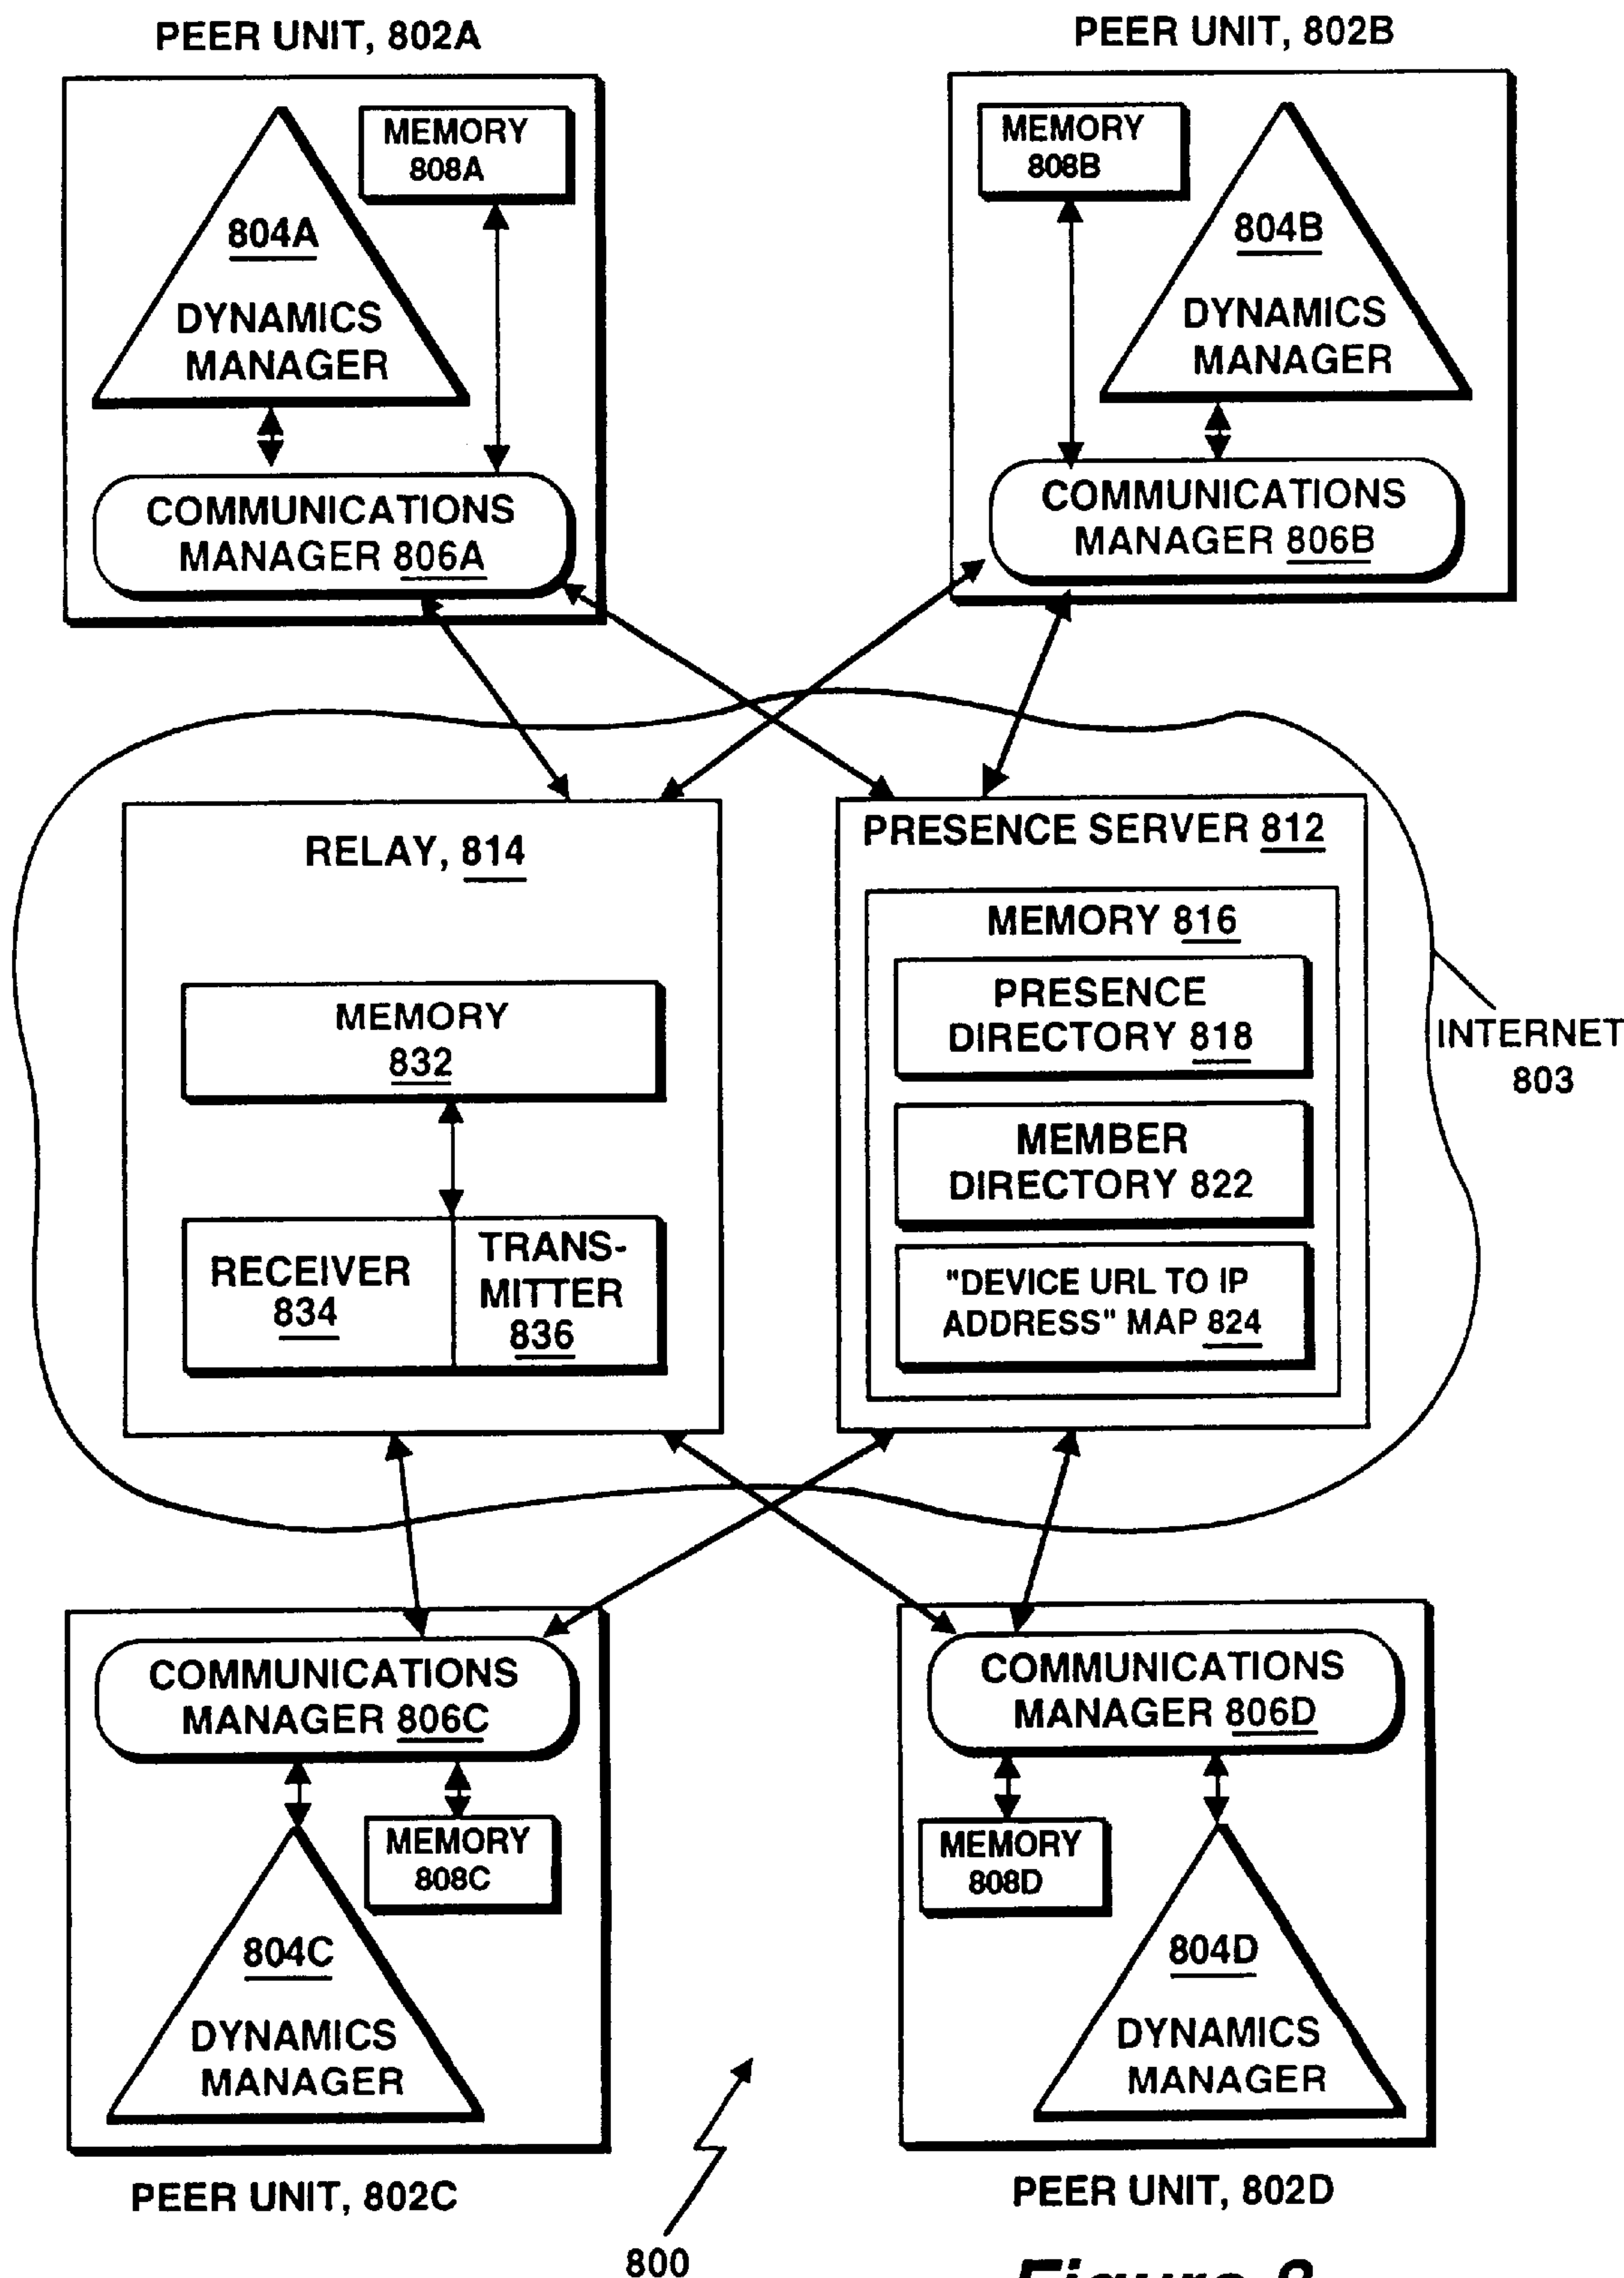 PEER UNIT, 802A
PEER UNIT, 802B
MEMORY
808A
804A
DYNAMICS
MANAGER
COMMUNICATIONS
MANAGER 806A
MEMORY
808B
804B
DYNAMICS
MANAGER
COMMUNICATIONS
MANAGER 806B
RELAY, 814
MEMORY
832
RECEIVER
834
TRANS-
MITTER
836
PRESENCE SERVER 812
MEMORY 816
PRESENCE
DIRECTORY 818
MEMBER
DIRECTORY 822
"DEVICE URL TO IP
ADDRESS" MAP 824
INTERNET
803
COMMUNICATIONS
MANAGER 806C
MEMORY
808C
804C
DYNAMICS
MANAGER
COMMUNICATIONS
MANAGER 806D
MEMORY
808D
804D
DYNAMICS
MANAGER
PEER UNIT, 802C
PEER UNIT, 802D
800